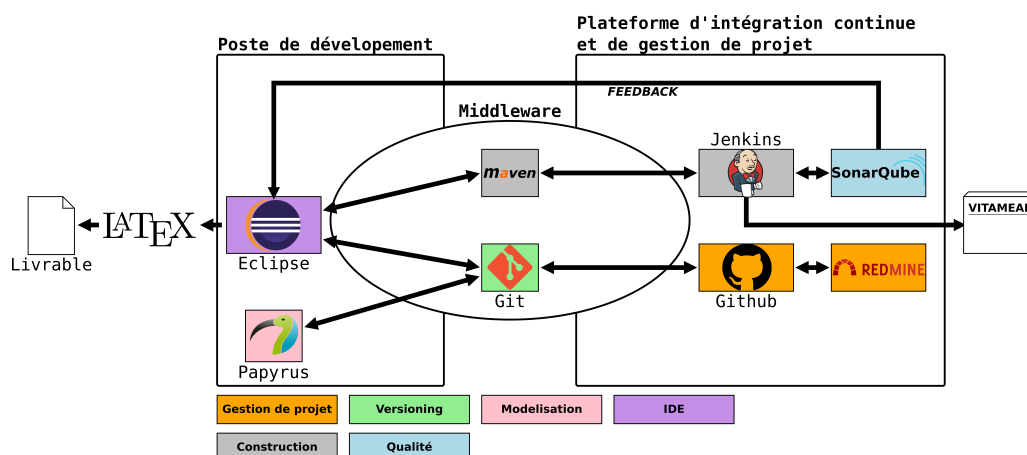 Plateforme d'intégration continue
et de gestion de projet
Poste de dévelopement
FEEDBACK
Middleware
Jenkins
maven
SonarQube
LATEX
Livrable
Eclipse
Git
Github
REDMINE
Papyrus
Gestion de projet
Versioning
Modelisation
IDE
Construction
Qualité